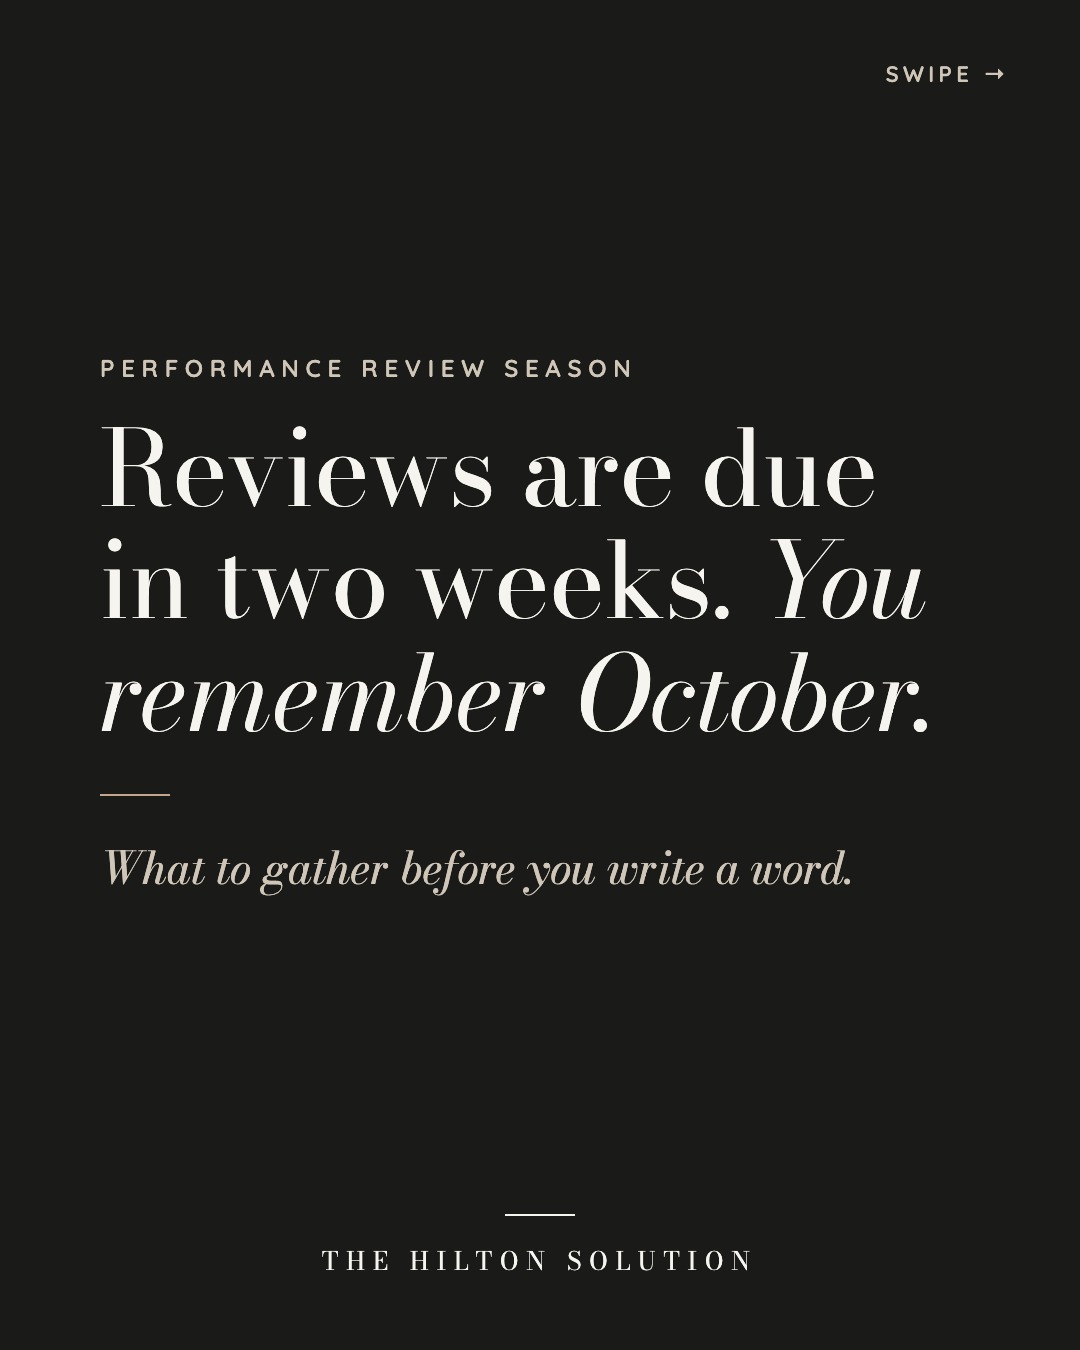 SWIPE →
PERFORMANCE REVIEW SEASON
Reviews are due
in two weeks. You
remember October.
What to gather before you write a word.
THE HILTON SOLUTION